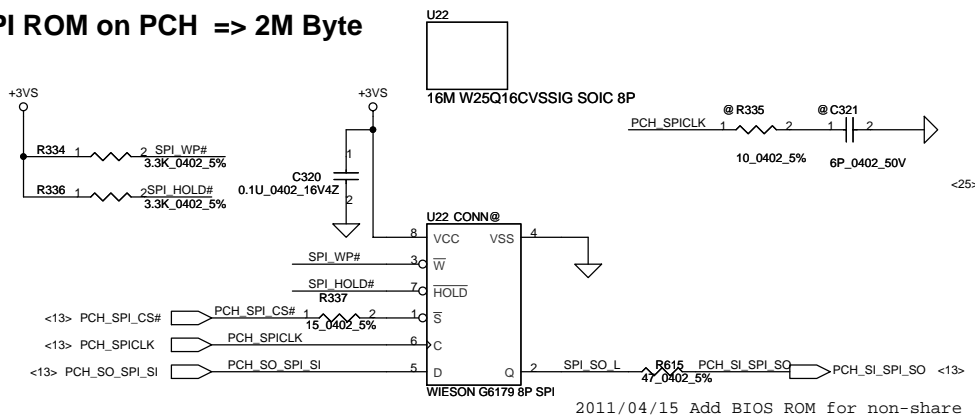 PI ROM on PCH => 2M Byte
U22
16M W25Q16CVSSIG SOIC 8P
+3VS
+3VS
R334 1 2 SPI_WP#
3.3K_0402_5%
R336 1 2 SPI_HOLD#
3.3K_0402_5%
C320
0.1U_0402_16V4Z
1
2
PCH_SPICLK 1 @ R335 2 1 @ C321 2
10_0402_5% 6P_0402_50V
<25>
U22 CONN@
8 VCC VSS 4
SPI_WP# 3 W
SPI_HOLD# 7 HOLD
R337
<13> PCH_SPI_CS# PCH_SPI_CS# 1 2 1 S
15_0402_5%
<13> PCH_SPICLK PCH_SPICLK 6 C
<13> PCH_SO_SPI_SI PCH_SO_SPI_SI 5 D Q 2 SPI_SO_L R615 PCH_SI_SPI_SO PCH_SI_SPI_SO <13>
47_0402_5%
WIESON G6179 8P SPI
2011/04/15 Add BIOS ROM for non-share